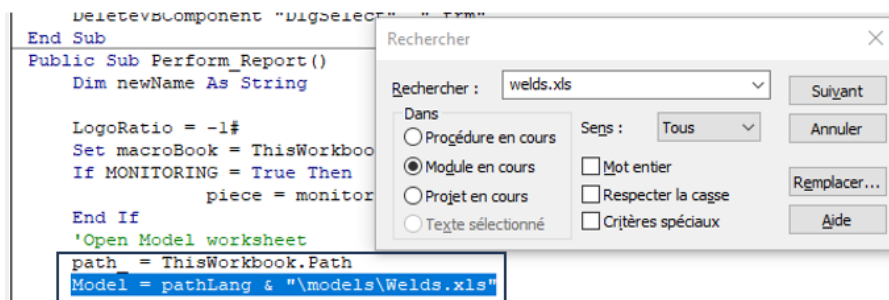 DeleteVBComponent "DlgSelect", ".frm"
End Sub
Public Sub Perform_Report()
Dim newName As String
LogoRatio = -1#
Set macroBook = ThisWorkboo
If MONITORING = True Then
piece = monitor
End If
'Open Model worksheet
path_ = ThisWorkbook.Path
Model = pathLang & "\models\Welds.xls"
Rechercher
Rechercher : welds.xls
Suivant
Dans
Procédure en cours
Module en cours
Projet en cours
Texte sélectionné
Sens : Tous
Annuler
Mot entier
Respecter la casse
Critères spéciaux
Remplacer...
Aide